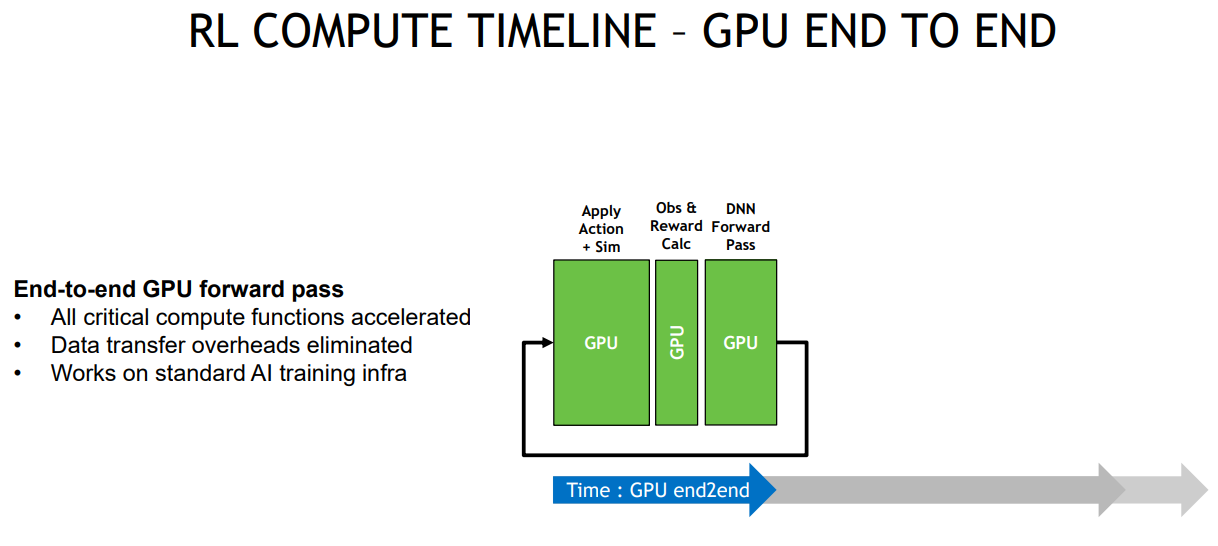 RL COMPUTE TIMELINE – GPU END TO END
Apply
Action
+ Sim
Obs &
Reward
Calc
DNN
Forward
Pass
End-to-end GPU forward pass
• All critical compute functions accelerated
• Data transfer overheads eliminated
• Works on standard AI training infra
GPU
GPU
GPU
Time : GPU end2end